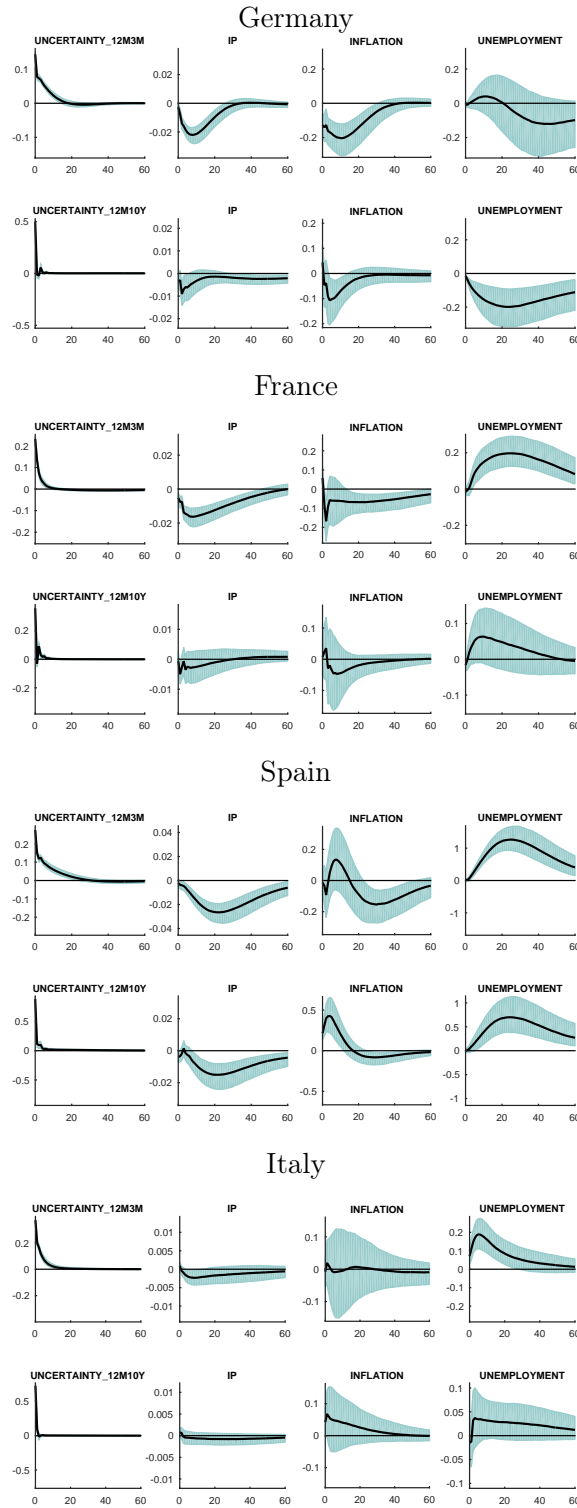 Germany
UNCERTAINTY_12M3M IP INFLATION UNEMPLOYMENT
0.1 0.02 0.2 0.2
0 0 0 0
-0.1 -0.02 -0.2 -0.2
0 20 40 60 0 20 40 60 0 20 40 60 0 20 40 60
UNCERTAINTY_12M10Y IP INFLATION UNEMPLOYMENT
0.5 0.02 0.2 0.2
0.01 0.1
0 0 0 0
-0.01 -0.1
-0.5 -0.02 -0.2 -0.2
0 20 40 60 0 20 40 60 0 20 40 60 0 20 40 60
France
UNCERTAINTY_12M3M IP INFLATION UNEMPLOYMENT
0.2 0.02 0.2 0.2
0.1 0.1
0 0 0 0
-0.1 -0.1
-0.2 -0.02 -0.2 -0.2
0 20 40 60 0 20 40 60 0 20 40 60 0 20 40 60
UNCERTAINTY_12M10Y IP INFLATION UNEMPLOYMENT
0.2 0.01 0.1 0.1
0 0 0 0
-0.2 -0.01 -0.1 -0.1
0 20 40 60 0 20 40 60 0 20 40 60 0 20 40 60
Spain
UNCERTAINTY_12M3M IP INFLATION UNEMPLOYMENT
0.2 0.04 0.2 1
0.1 0.02
0 0 0 0
-0.1 -0.02
-0.2 -0.04 -0.2 -1
0 20 40 60 0 20 40 60 0 20 40 60 0 20 40 60
UNCERTAINTY_12M10Y IP INFLATION UNEMPLOYMENT
0.5 0.02 0.5 1
0.5
0 0 0 0
-0.5
-0.5 -0.02 -0.5 -1
0 20 40 60 0 20 40 60 0 20 40 60 0 20 40 60
Italy
UNCERTAINTY_12M3M IP INFLATION UNEMPLOYMENT
0.2 0.01 0.1 0.2
0.005 0.1
0 0 0 0
-0.005 -0.1
-0.2 -0.01 -0.1 -0.2
0 20 40 60 0 20 40 60 0 20 40 60 0 20 40 60
UNCERTAINTY_12M10Y IP INFLATION UNEMPLOYMENT
0.5 0.01 0.1 0.1
0.005 0.05
0 0 0 0
-0.005 -0.05
-0.5 -0.01 -0.1 -0.1
0 20 40 60 0 20 40 60 0 20 40 60 0 20 40 60